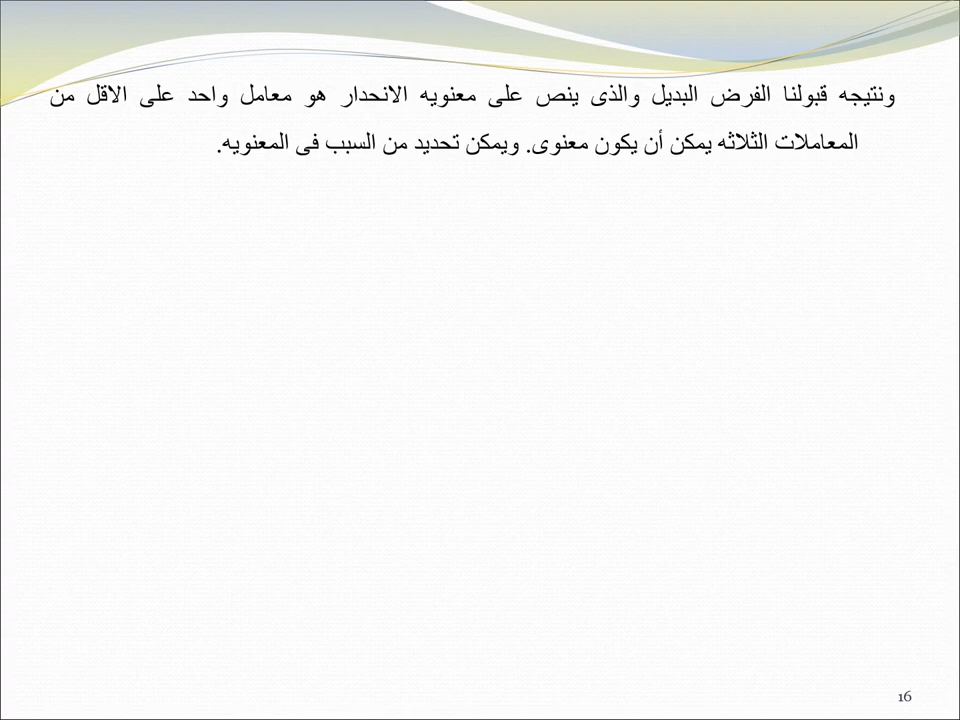 ونتيجه قبولنا الفرض البديل والذى ينص على معنويه الانحدار هو معامل واحد على الاقل من
المعاملات الثلاثه يمكن أن يكون معنوى. ويمكن تحديد من السبب فى المعنويه.
16